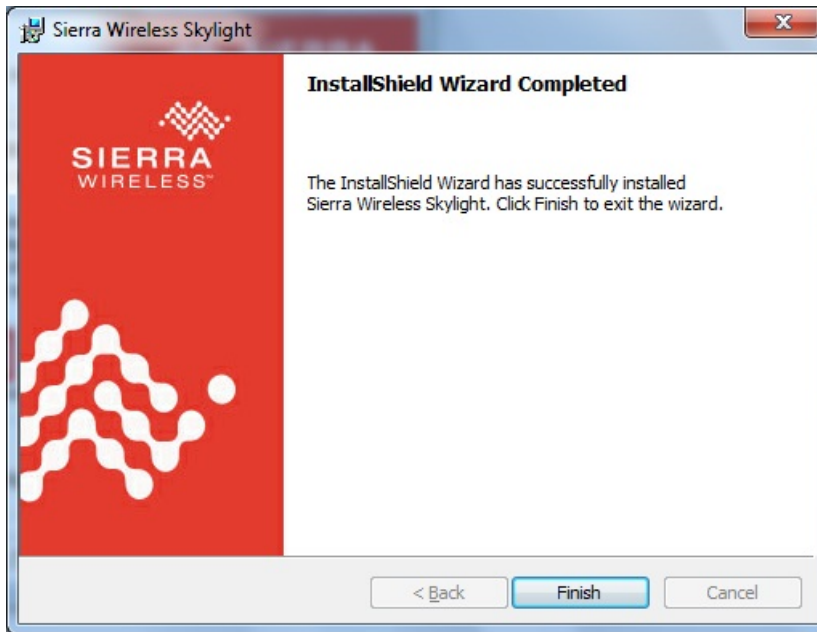 Sierra Wireless Skylight
InstallShield Wizard Completed
SIERRA
WIRELESS™
The InstallShield Wizard has successfully installed
Sierra Wireless Skylight. Click Finish to exit the wizard.
< Back
Finish
Cancel